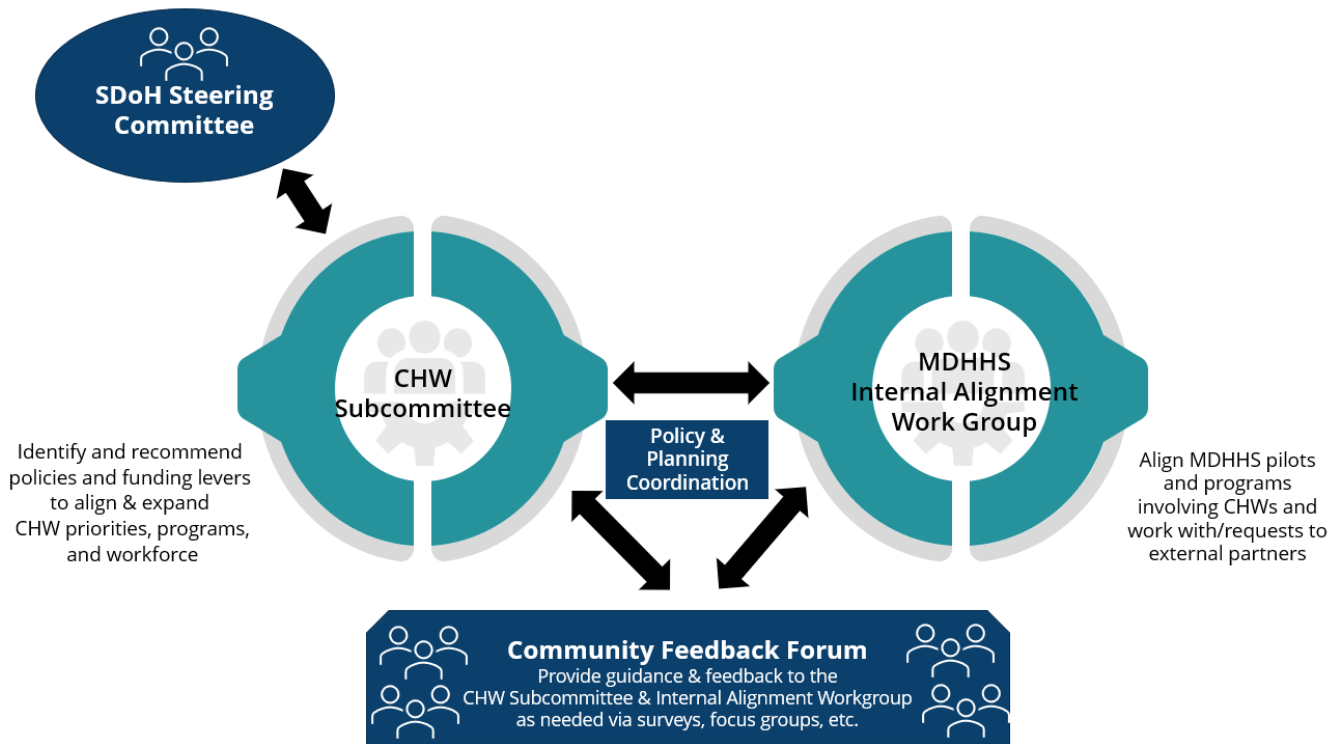 SDoH Steering
Committee
CHW
Subcommittee
MDHHS
Internal Alignment
Work Group
Policy &
Planning
Coordination
Identify and recommend
policies and funding levers
to align & expand
CHW priorities, programs,
and workforce
Align MDHHS pilots
and programs
involving CHWs and
work with/requests to
external partners
Community Feedback Forum
Provide guidance & feedback to the
CHW Subcommittee & Internal Alignment Workgroup
as needed via surveys, focus groups, etc.